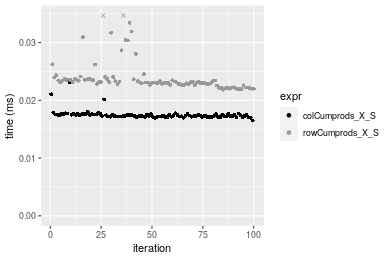 0.03
0.02
0.01
0.00
time (ms)
0
25
50
75
100
iteration
expr
colCumprods_X_S
rowCumprods_X_S